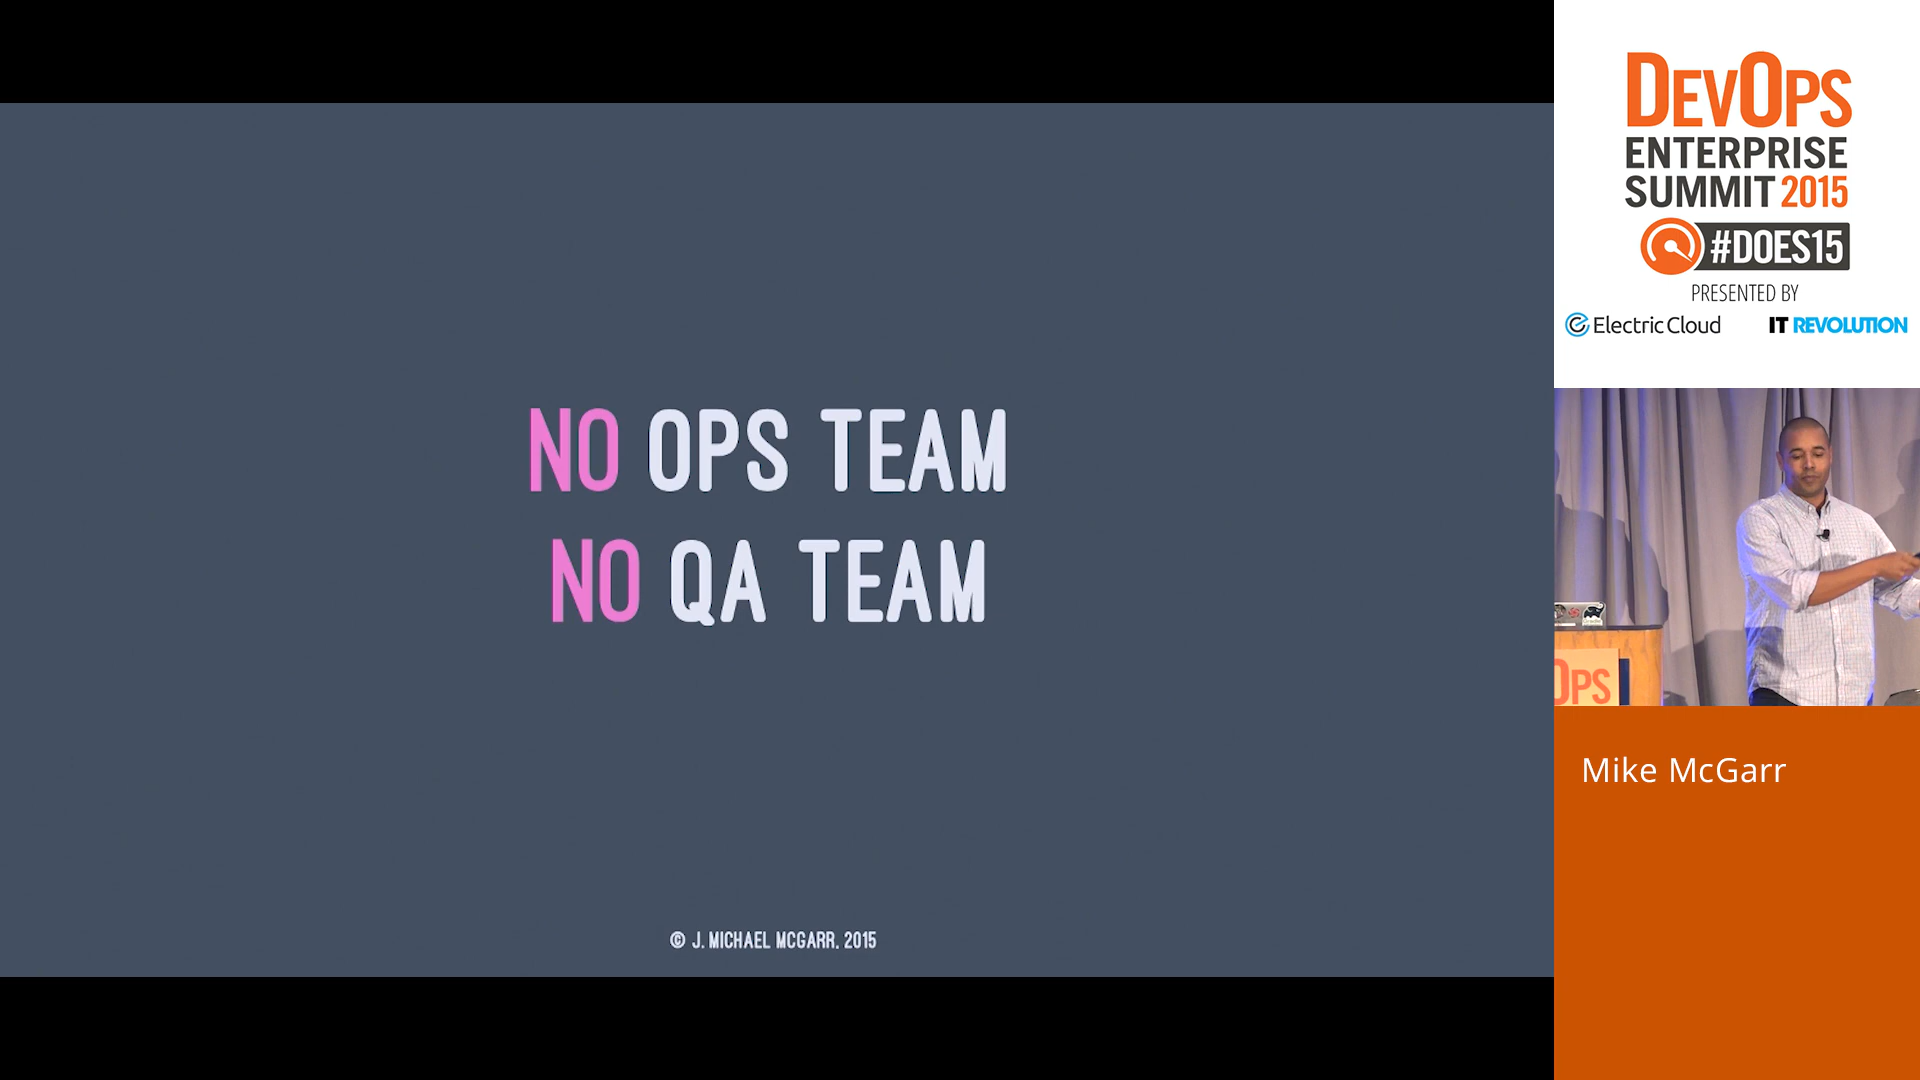 NO OPS TEAM
NO QA TEAM
© J. MICHAEL MCGARR. 2015
DEVOPS
ENTERPRISE
SUMMIT 2015
#DOES15
PRESENTED BY
Electric Cloud
IT REVOLUTION
OPS
Mike McGarr